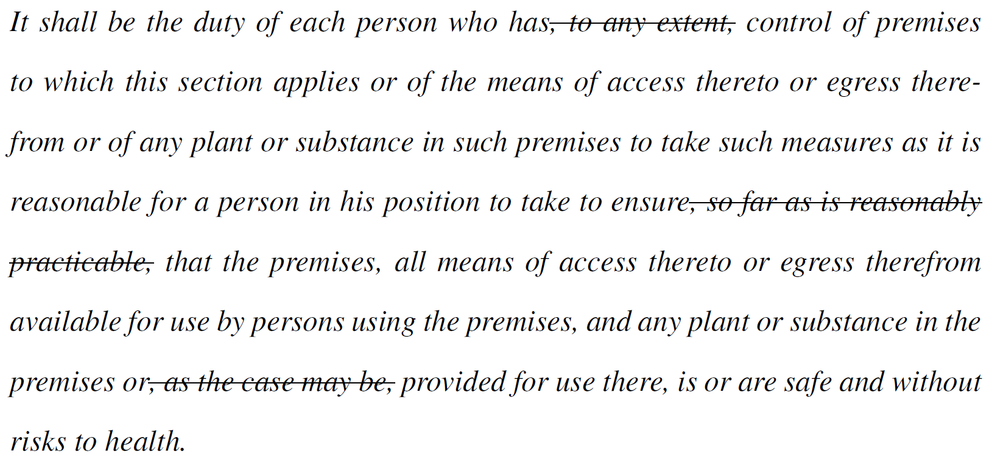 It shall be the duty of each person who has, to any extent, control of premises
to which this section applies or of the means of access thereto or egress there-
from or of any plant or substance in such premises to take such measures as it is
reasonable for a person in his position to take to ensure, so far as is reasonably
practicable, that the premises, all means of access thereto or egress therefrom
available for use by persons using the premises, and any plant or substance in the
premises or, as the case may be, provided for use there, is or are safe and without
risks to health.